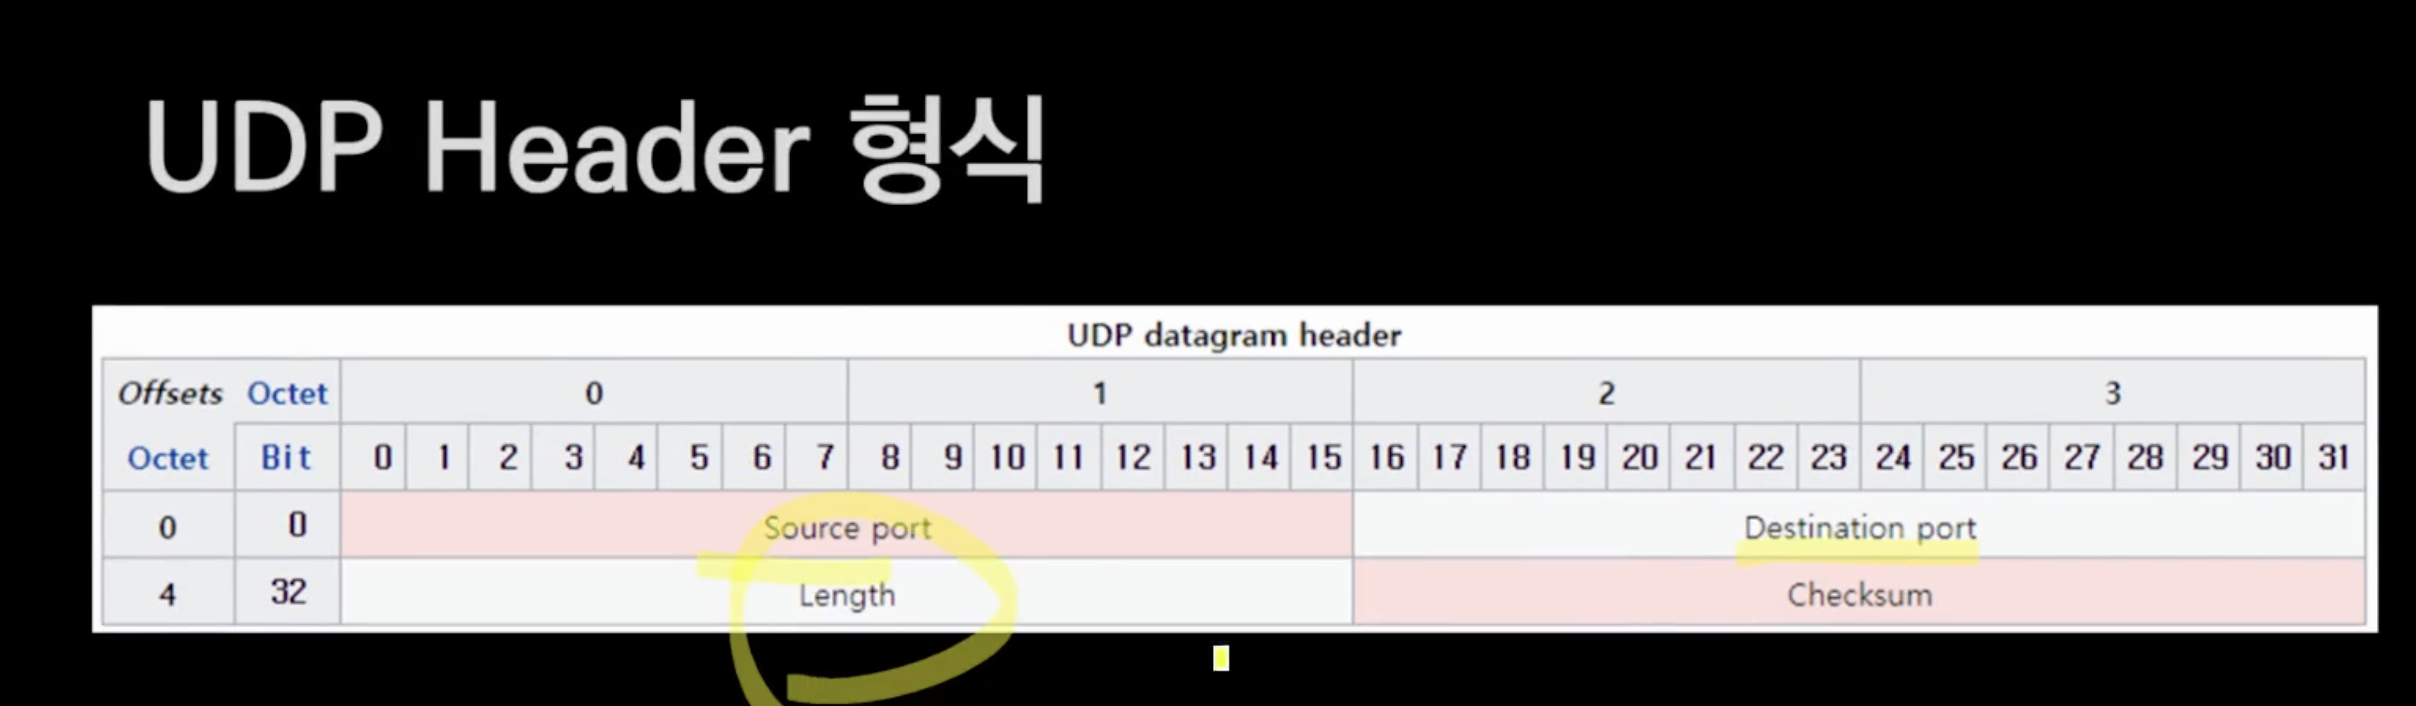 UDP Header 형식
UDP datagram header
Offsets Octet 0 1 2 3
Octet Bit 0 1 2 3 4 5 6 7 8 9 10 11 12 13 14 15 16 17 18 19 20 21 22 23 24 25 26 27 28 29 30 31
0 0 Source port Destination port
4 32 Length Checksum